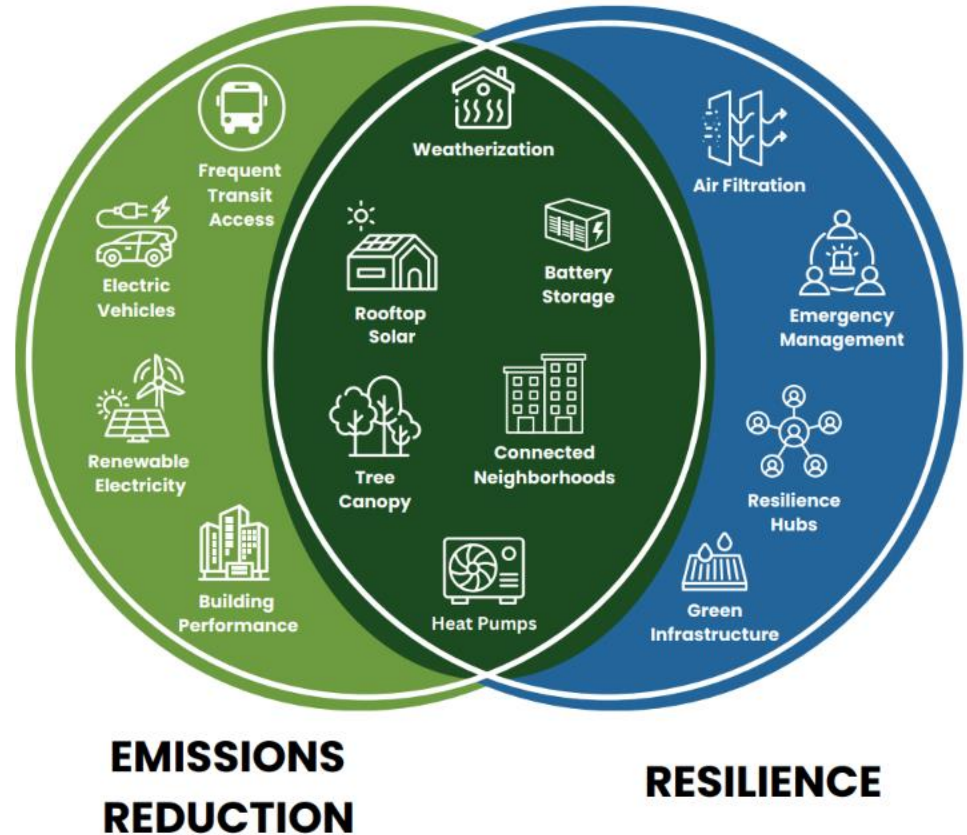 Frequent
Transit
Access
Electric
Vehicles
Renewable
Electricity
Building
Performance
Weatherization
Rooftop
Solar
Battery
Storage
Tree
Canopy
Connected
Neighborhoods
Heat Pumps
Air Filtration
Emergency
Management
Resilience
Hubs
Green
Infrastructure
EMISSIONS
REDUCTION
RESILIENCE